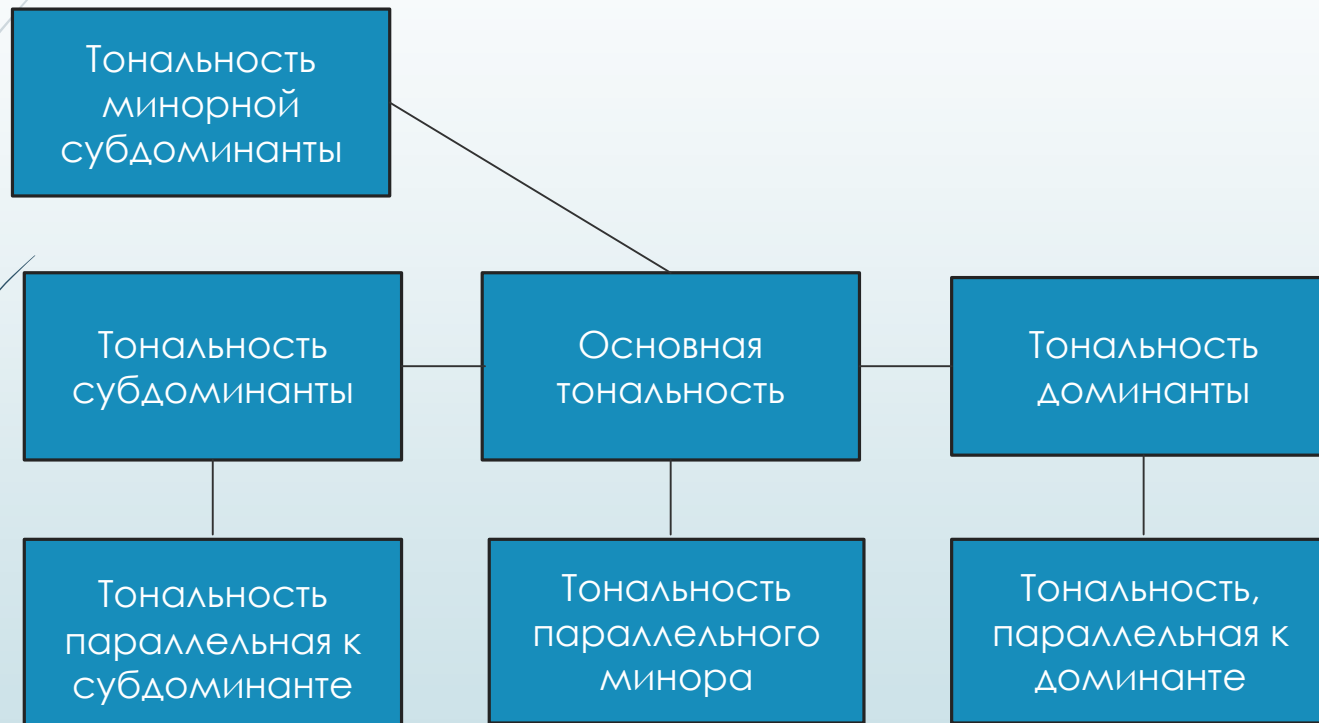 Тональность
минорной
субдоминанты
Тональность
субдоминанты
Основная
тональность
Тональность
доминанты
Тональность
параллельная к
субдоминанте
Тональность
параллельного
минора
Тональность,
параллельная к
доминанте